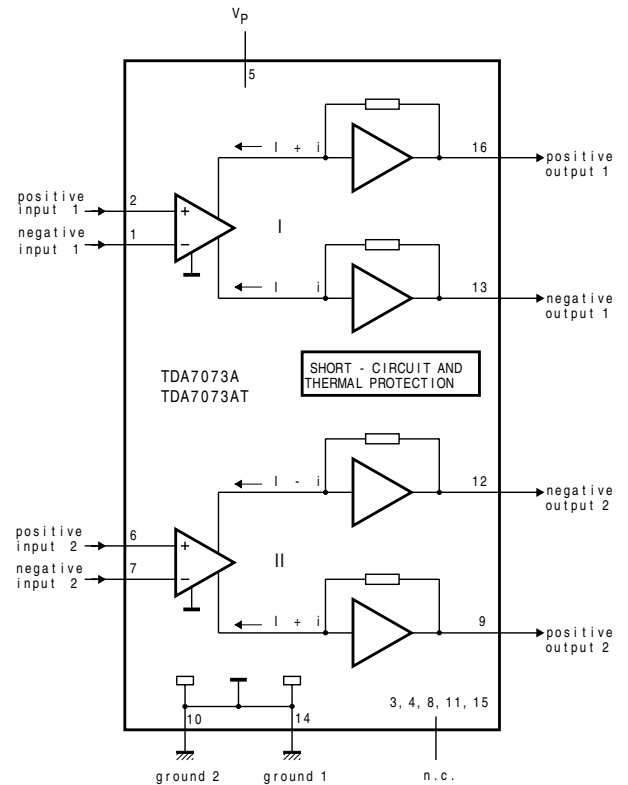 VP
5
I + i
16
positive
output 1
positive
input 1
2
+
negative
input 1
1
−
I
I i
13
negative
output 1
TDA7073A
TDA7073AT
SHORT - CIRCUIT AND
THERMAL PROTECTION
I - i
12
negative
output 2
positive
input 2
6
+
negative
input 2
7
−
II
I + i
9
positive
output 2
10
14
3, 4, 8, 11, 15
ground 2
ground 1
n.c.